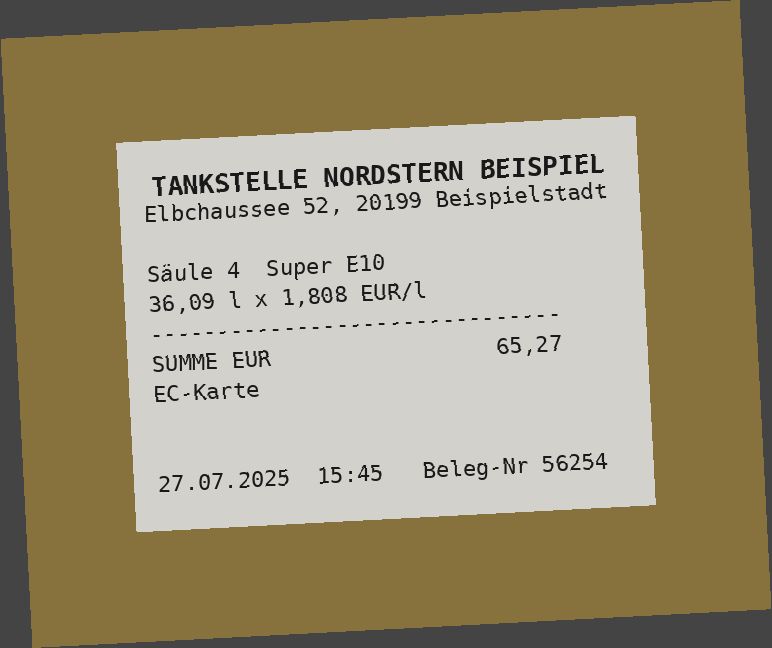 TANKSTELLE NORDSTERN BEISPIEL
Elbchaussee 52, 20199 Beispielstadt
Säule 4  Super E10
36,09 l x 1,808 EUR/l
-------------------------------
SUMME EUR 65,27
EC-Karte
27.07.2025  15:45   Beleg-Nr 56254